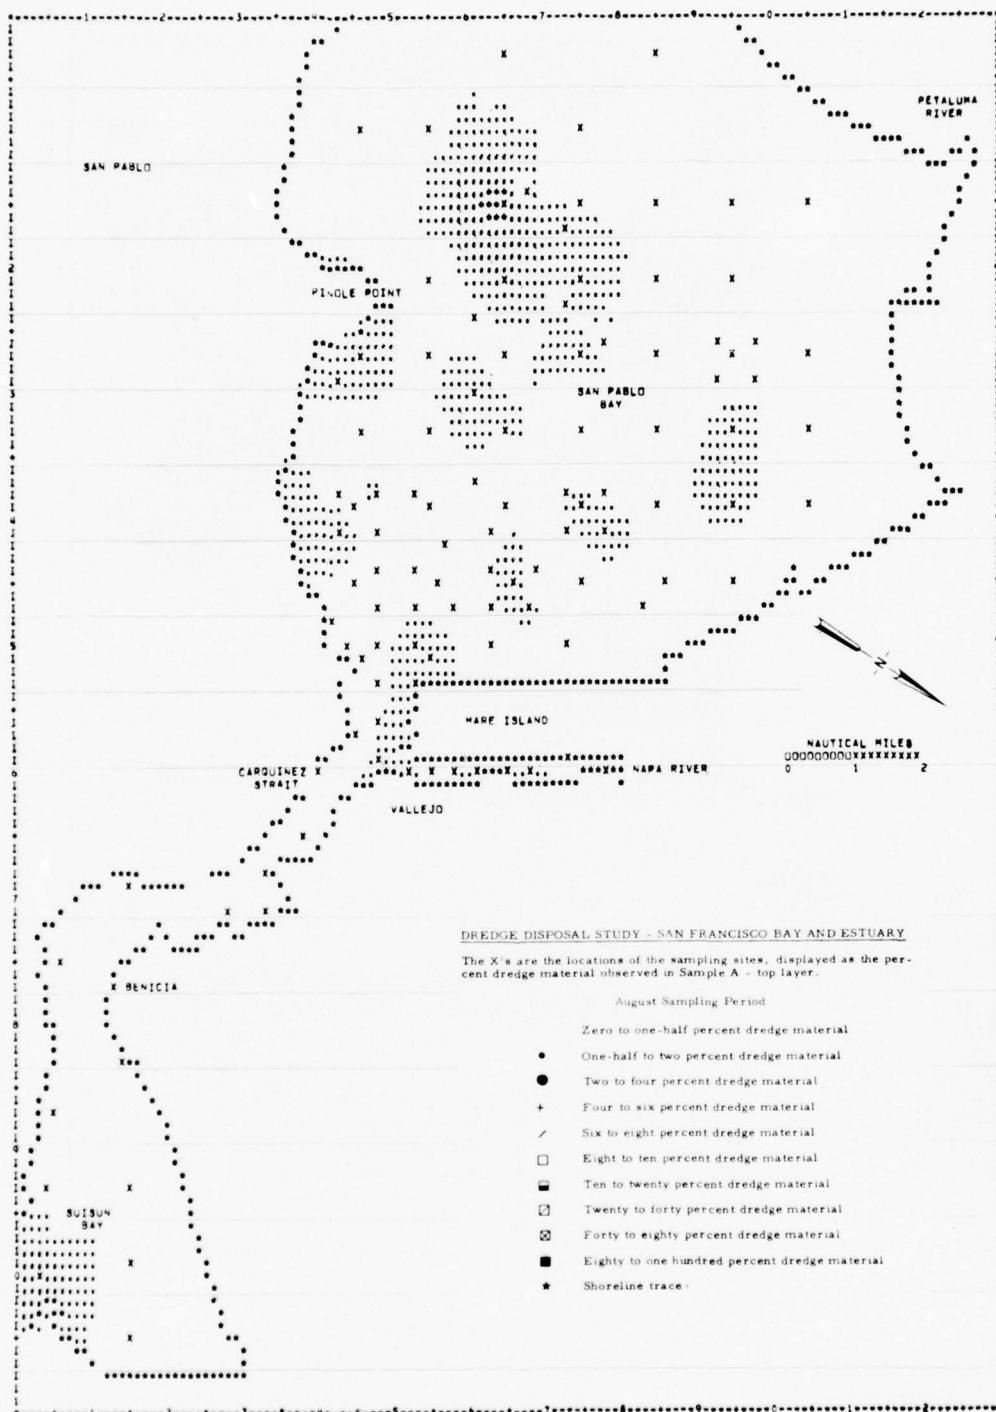 PETALUMA
RIVER
SAN PABLO
PINOLE POINT
SAN PABLO
BAY
N
MARE ISLAND
NAUTICAL MILES
0 1 2
CARQUINEZ
STRAIT
NAPA RIVER
VALLEJO
DREDGE DISPOSAL STUDY - SAN FRANCISCO BAY AND ESTUARY
The X's are the locations of the sampling sites, displayed as the per-
cent dredge material observed in Sample A - top layer.
August Sampling Period
Zero to one-half percent dredge material
One-half to two percent dredge material
Two to four percent dredge material
Four to six percent dredge material
Six to eight percent dredge material
Eight to ten percent dredge material
Ten to twenty percent dredge material
Twenty to forty percent dredge material
Forty to eighty percent dredge material
Eighty to one hundred percent dredge material
Shoreline trace
BENICIA
SUISUN
BAY